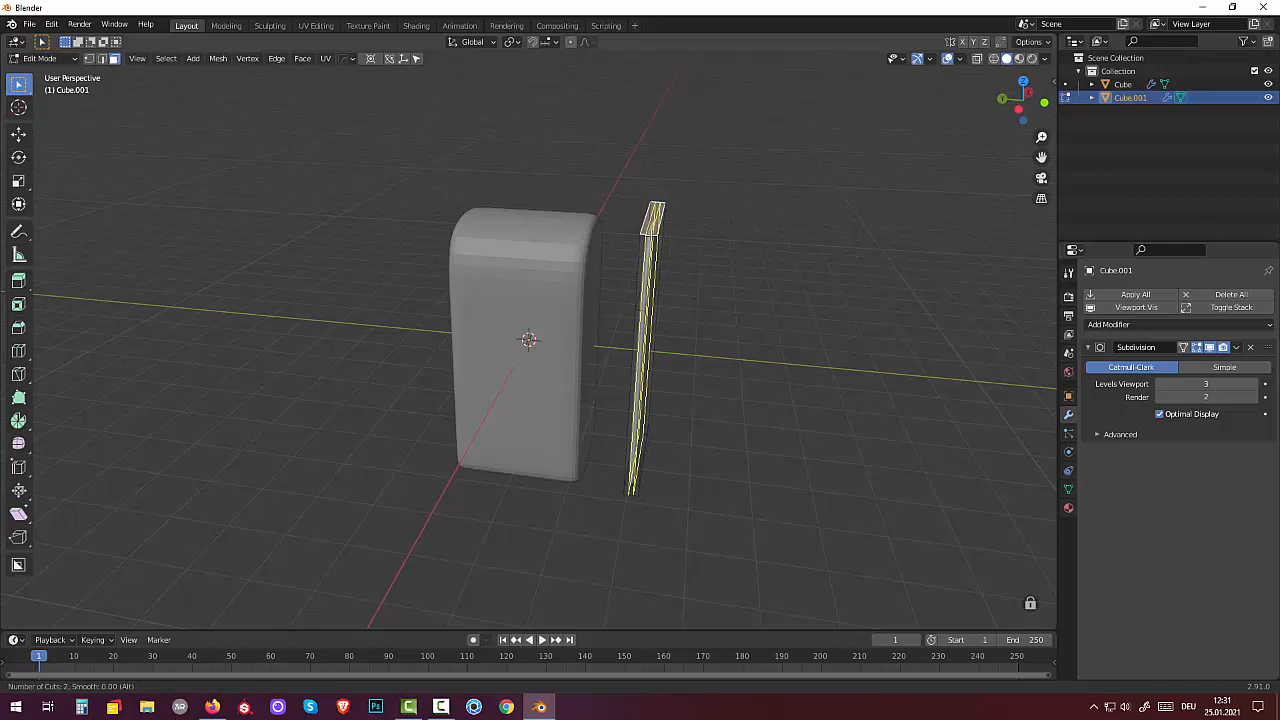 Blender
File Edit Render Window Help Layout Modeling Sculpting UV Editing Texture Paint Shading Animation Rendering Compositing Scripting + Scene View Layer
Global X Y Z Options
Edit Mode View Select Add Mesh Vertex Edge Face UV
User Perspective
(1) Cube.001
Scene Collection
Collection
Cube
Cube.001
Z
Y
X
Cube.001
Apply All Delete All
Viewport Vis Toggle Stack
Add Modifier
Subdivision
Catmull-Clark Simple
Levels Viewport 3
Render 2
Optimal Display
Advanced
Playback Keying View Marker 1 Start 1 End 250
1 10 20 30 40 50 60 70 80 90 100 110 120 130 140 150 160 170 180 190 200 210 220 230 240 250
Number of Cuts: 2, Smooth: 0.00 (Alt) 2.91.0
DEU 12:31
25.01.2021